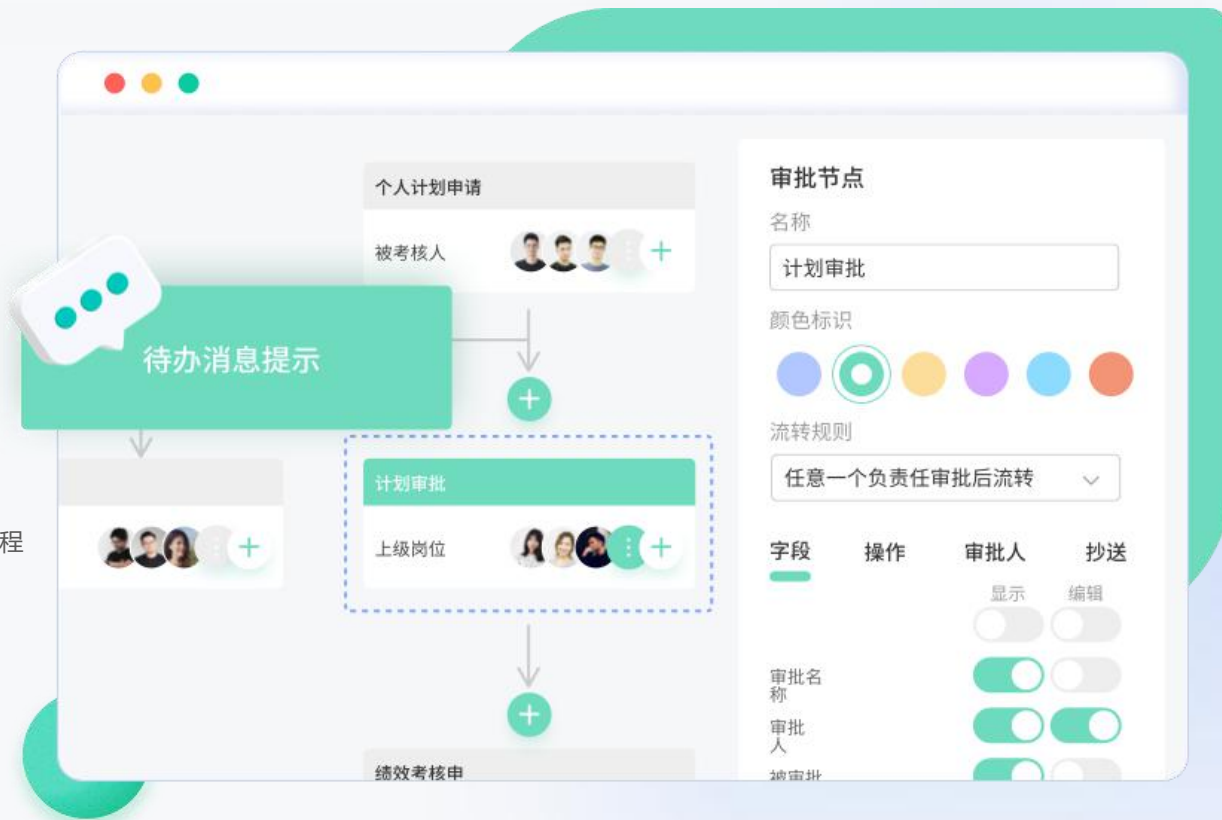 个人计划申请
被考核人
待办消息提示
程
计划审批
上级岗位
绩效考核申
审批节点
名称
计划审批
颜色标识
流转规则
任意一个负责任审批后流转
字段 操作 审批人 抄送
显示 编辑
审批名
称
审批
人
被审批